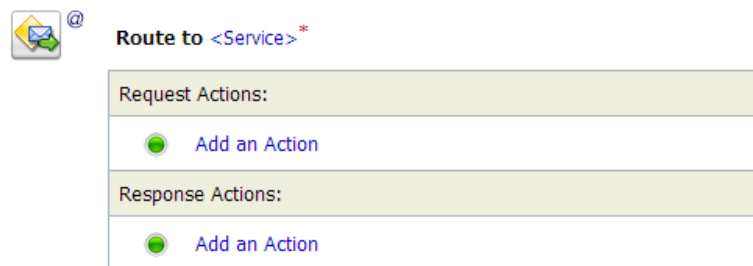 @
Route to <Service>*
Request Actions:
Add an Action
Response Actions:
Add an Action